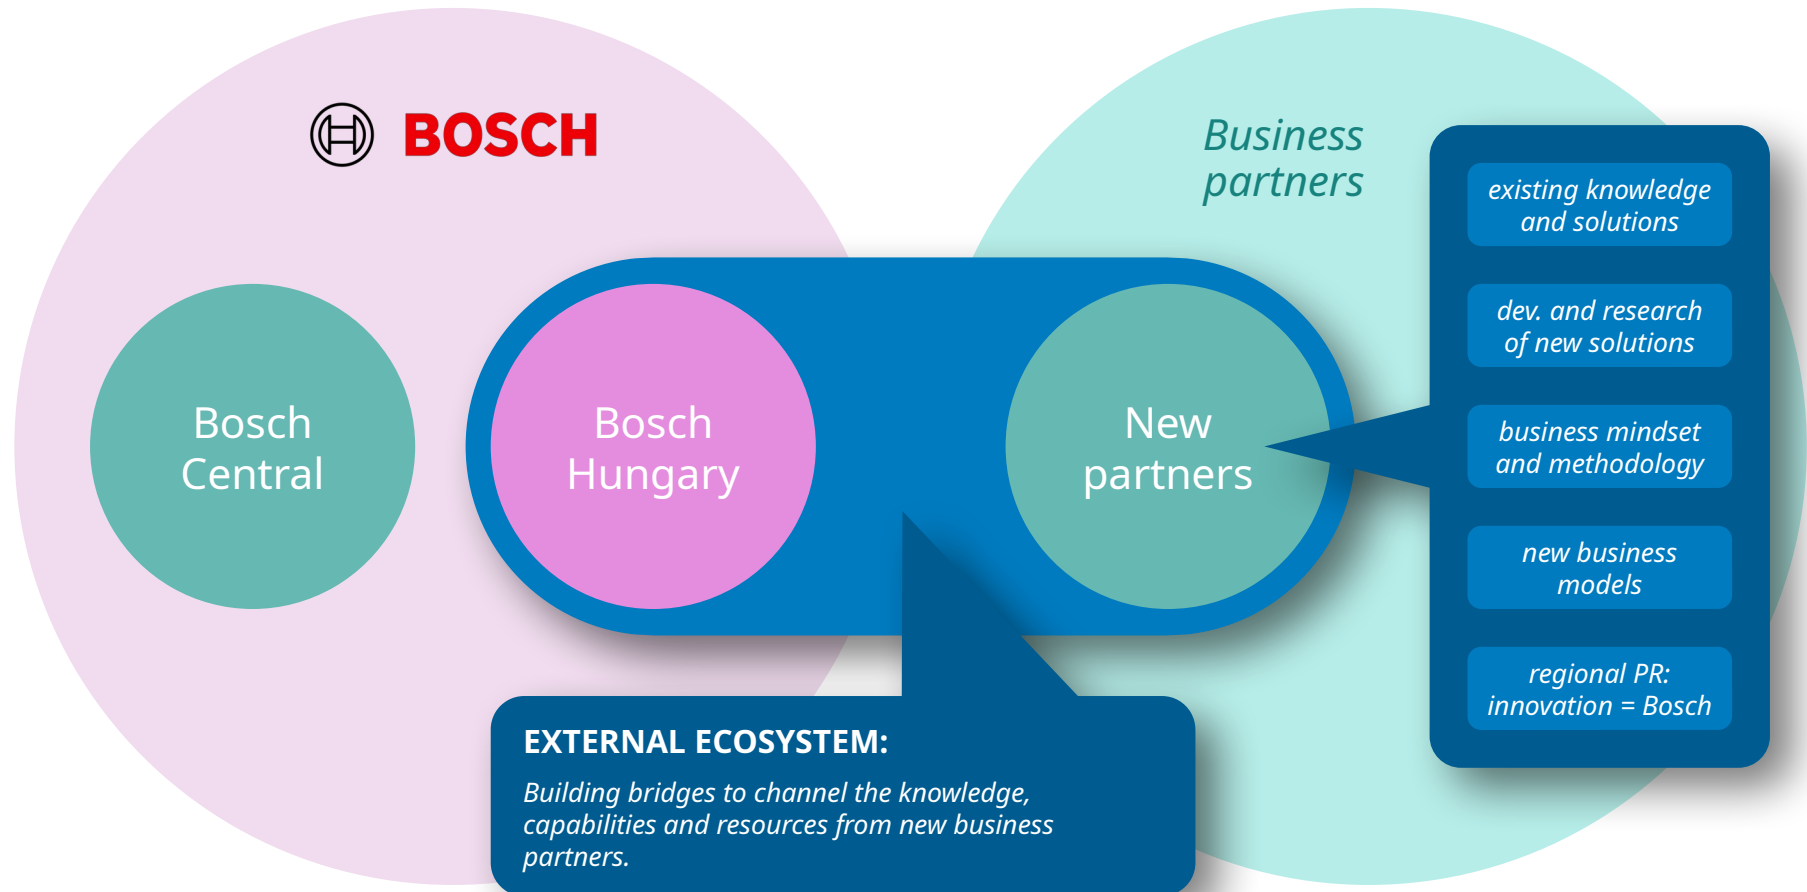 BOSCH
Business
partners
Bosch
Central
Bosch
Hungary
New
partners
existing knowledge
and solutions
dev. and research
of new solutions
business mindset
and methodology
new business
models
regional PR:
innovation = Bosch
EXTERNAL ECOSYSTEM:
Building bridges to channel the knowledge,
capabilities and resources from new business
partners.